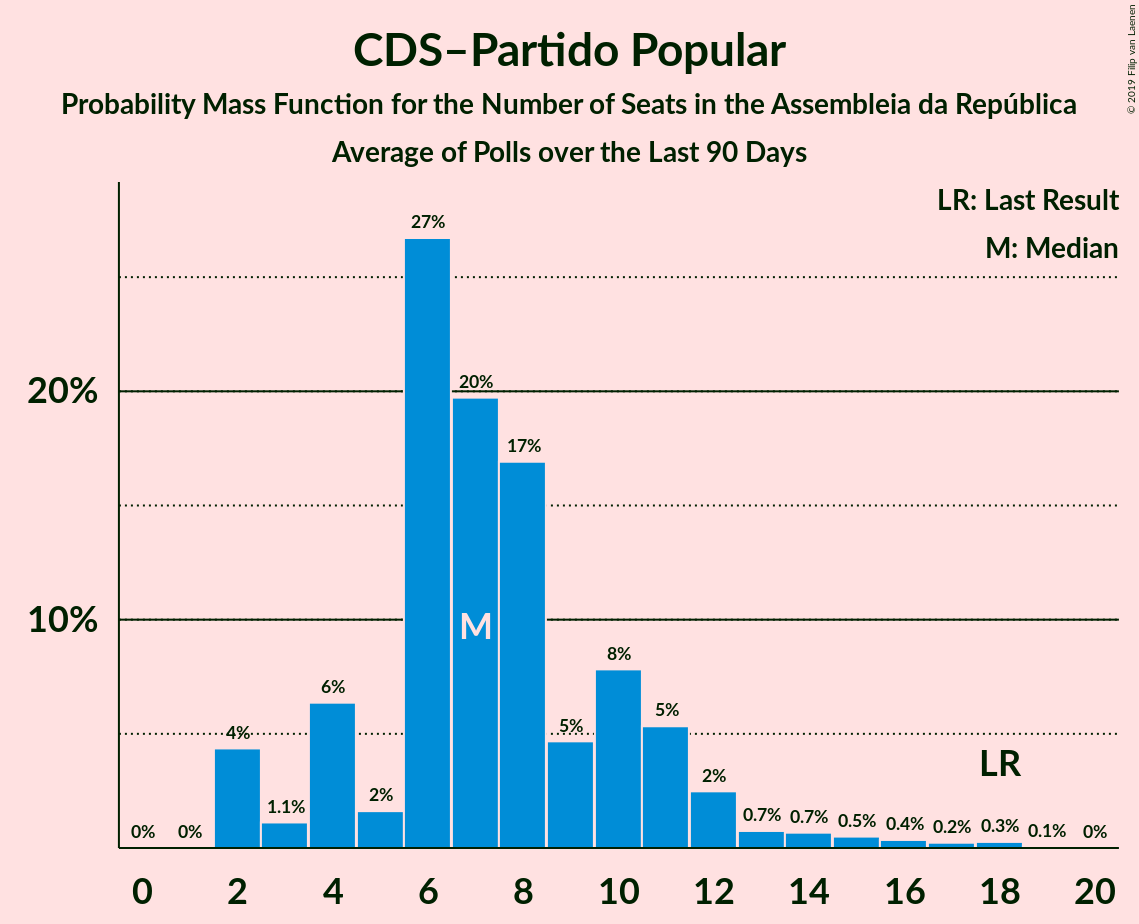 CDS–Partido Popular
Probability Mass Function for the Number of Seats in the Assembleia da República
Average of Polls over the Last 90 Days
© 2019 Filip van Laenen
LR: Last Result
M: Median
20%
10%
0%
0%
4%
1.1%
6%
2%
27%
20%
17%
5%
8%
5%
2%
0.7%
0.7%
0.5%
0.4%
0.2%
0.3%
0.1%
0%
M
LR
0 2 4 6 8 10 12 14 16 18 20